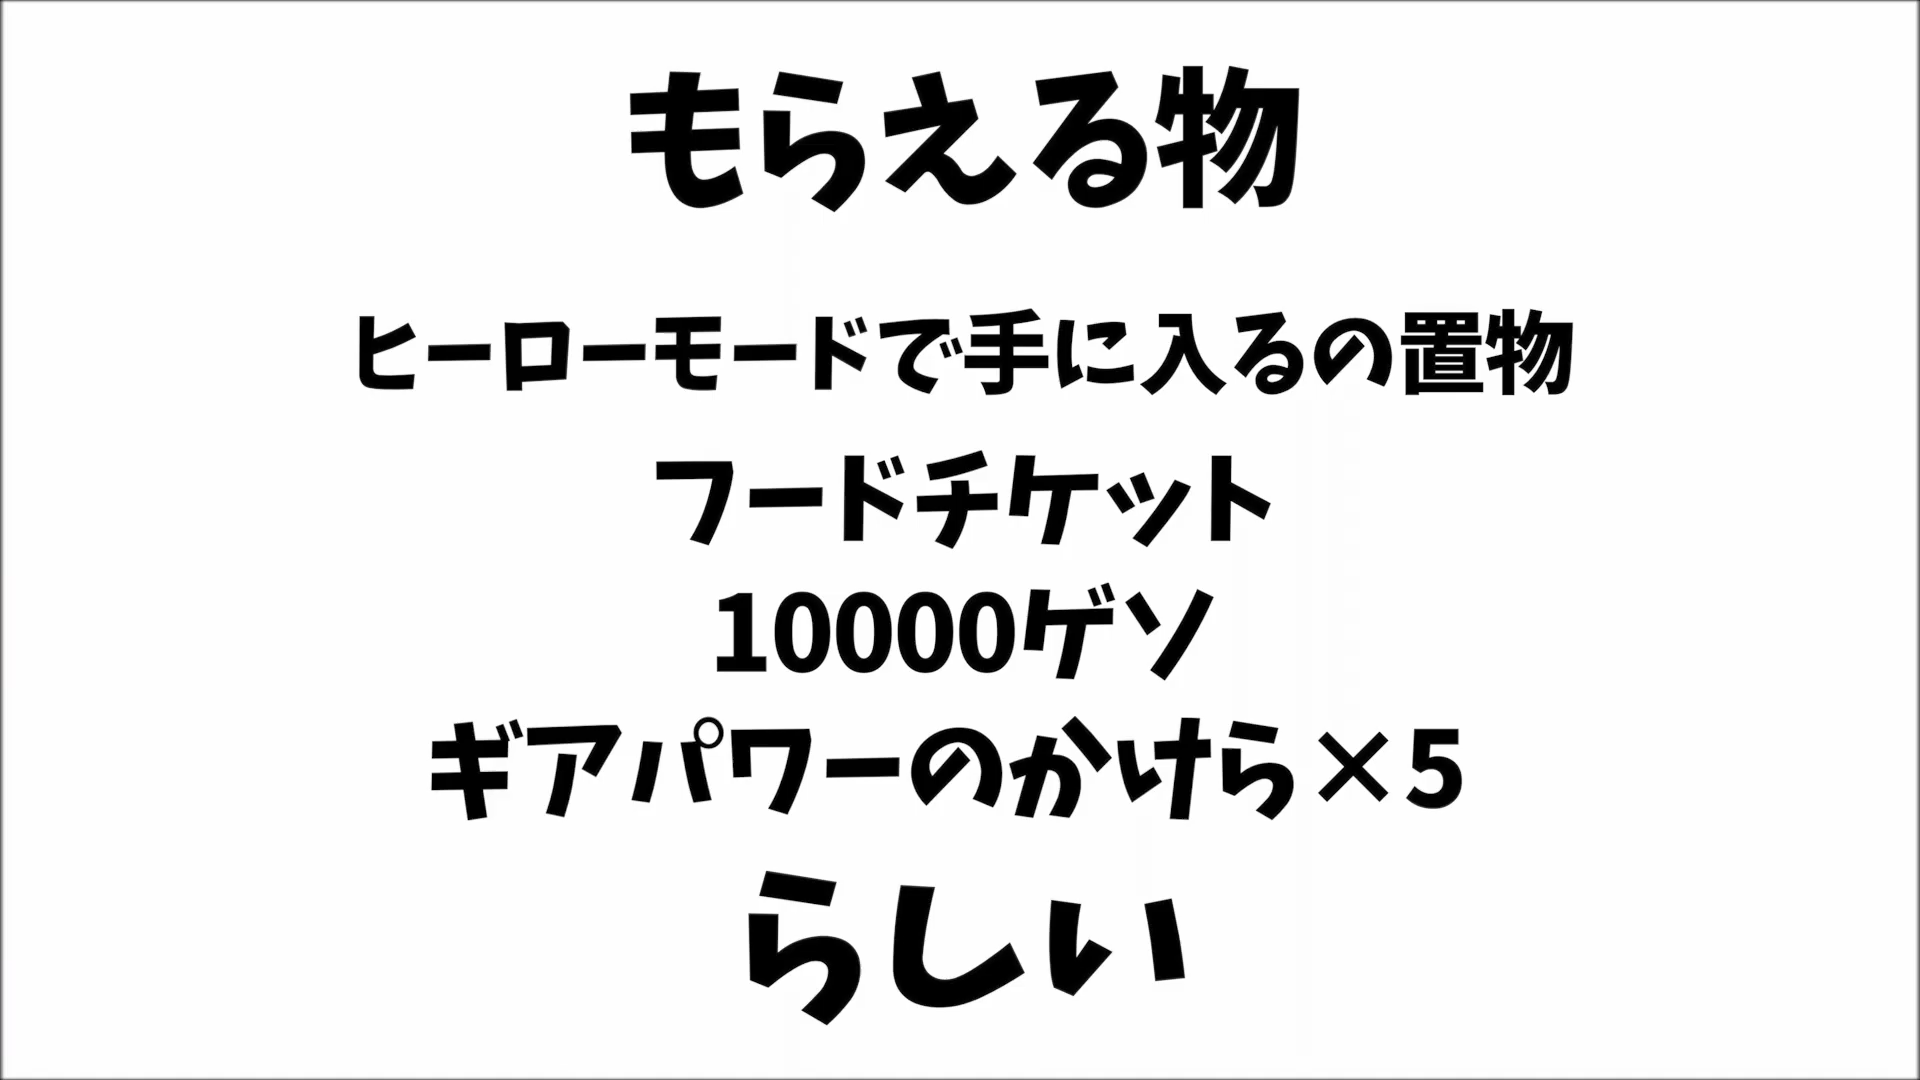 もらえる物
ヒーローモードで手に入るの置物
フードチケット
10000ゲソ
ギアパワーのかけら×5
らしい